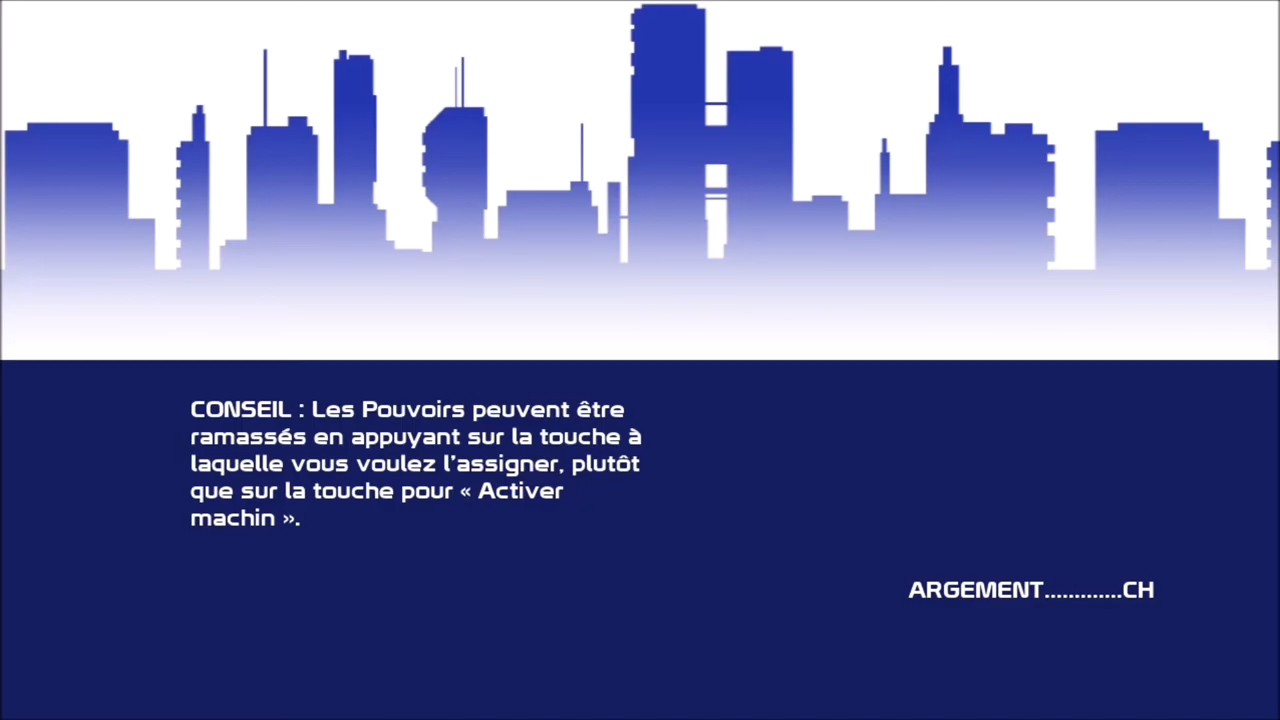 CONSEIL : Les Pouvoirs peuvent être
ramassés en appuyant sur la touche à
laquelle vous voulez l'assigner, plutôt
que sur la touche pour « Activer
machin ».
ARGEMENT.............CH